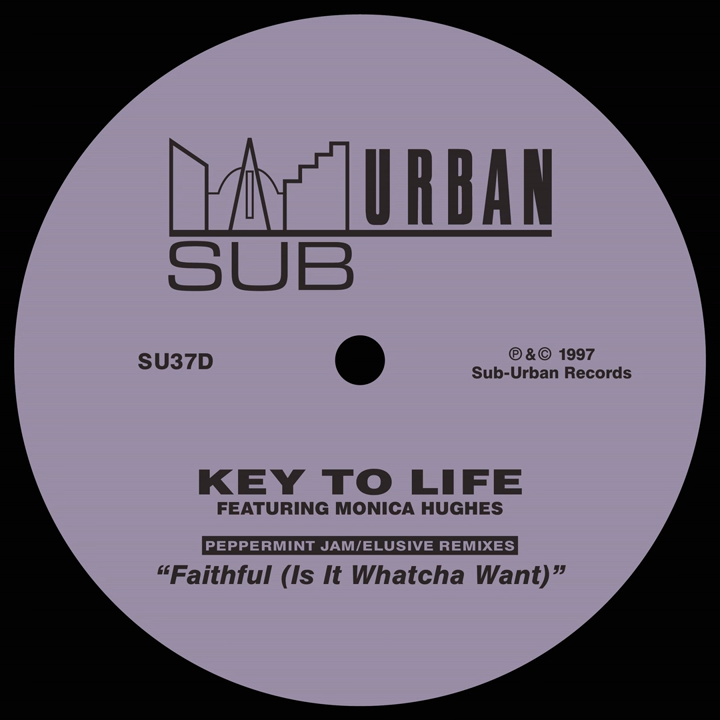 URBAN
SUB
SU37D
℗ & © 1997
Sub-Urban Records
KEY TO LIFE
FEATURING MONICA HUGHES
PEPPERMINT JAM/ELUSIVE REMIXES
“Faithful (Is It Whatcha Want)”